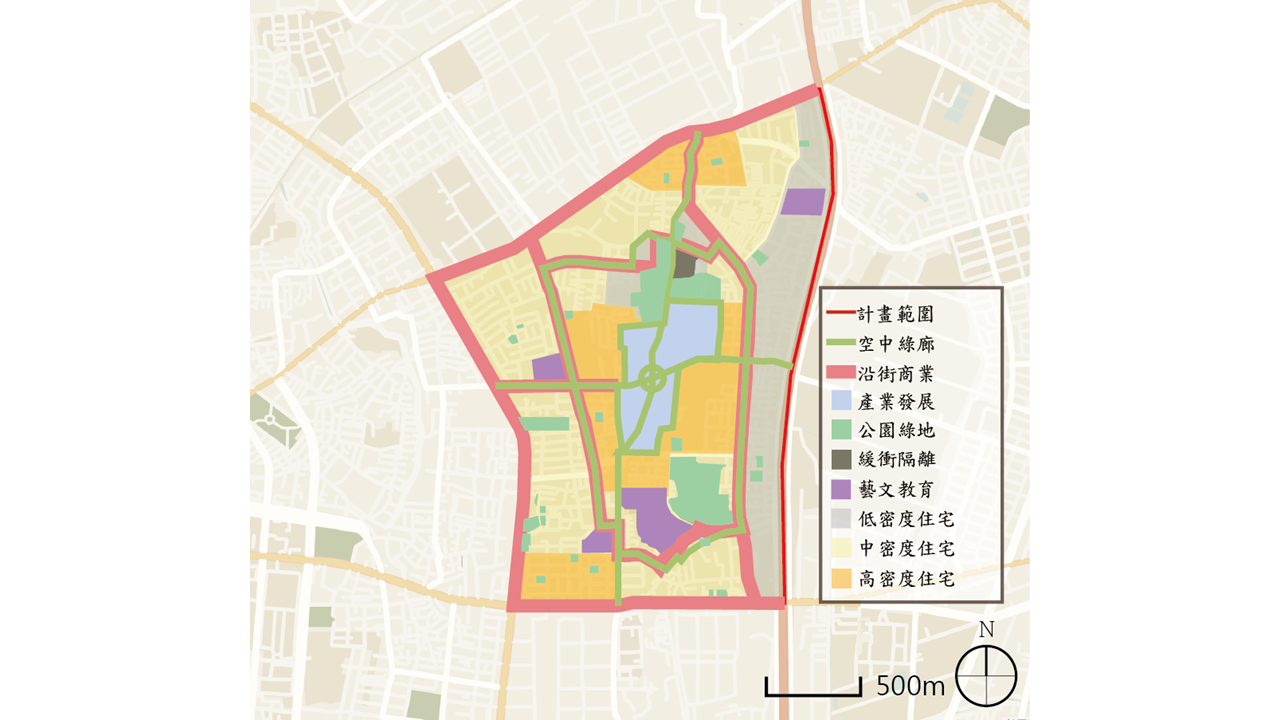 計畫範圍
空中綠廊
沿街商業
產業發展
公園綠地
緩衝隔離
藝文教育
低密度住宅
中密度住宅
高密度住宅
N
500m